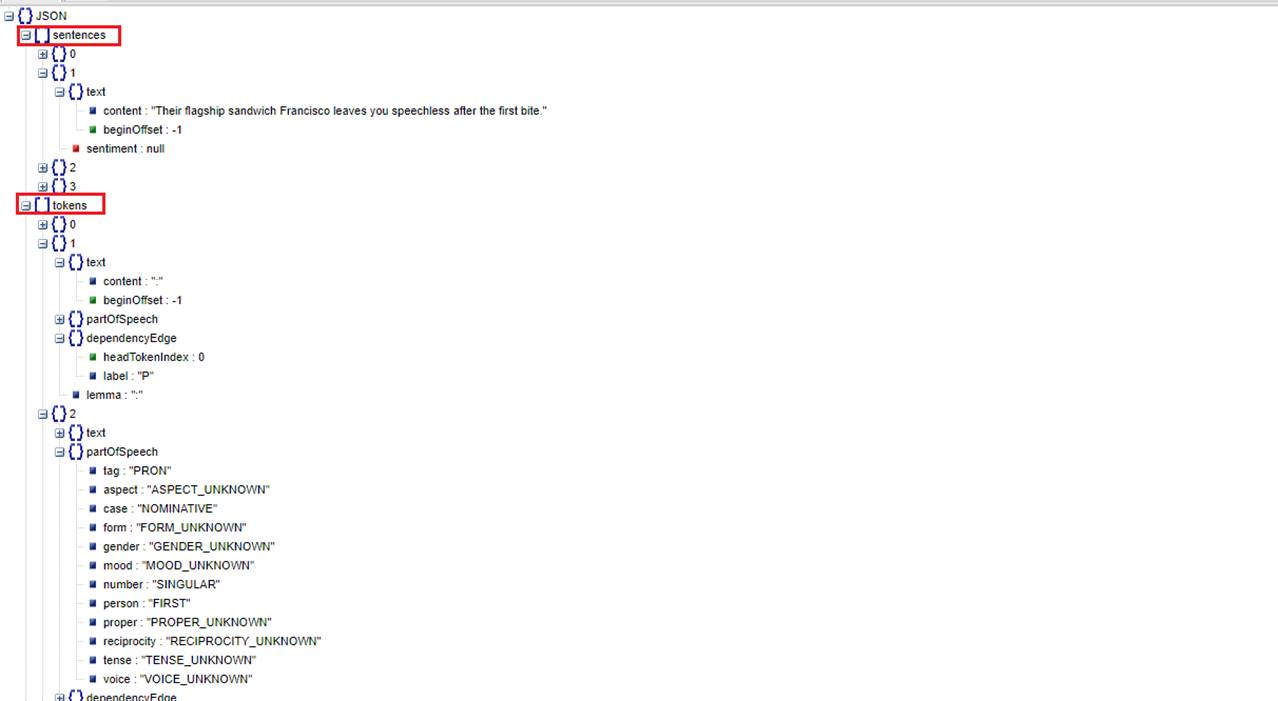 JSON
sentences
0
1
text
content : "Their flagship sandwich Francisco leaves you speechless after the first bite."
beginOffset : -1
sentiment : null
2
3
tokens
0
1
text
content : ":"
beginOffset : -1
partOfSpeech
dependencyEdge
headTokenIndex : 0
label : "P"
lemma : ":"
2
text
partOfSpeech
tag : "PRON"
aspect : "ASPECT_UNKNOWN"
case : "NOMINATIVE"
form : "FORM_UNKNOWN"
gender : "GENDER_UNKNOWN"
mood : "MOOD_UNKNOWN"
number : "SINGULAR"
person : "FIRST"
proper : "PROPER_UNKNOWN"
reciprocity : "RECIPROCITY_UNKNOWN"
tense : "TENSE_UNKNOWN"
voice : "VOICE_UNKNOWN"
dependencyEdge